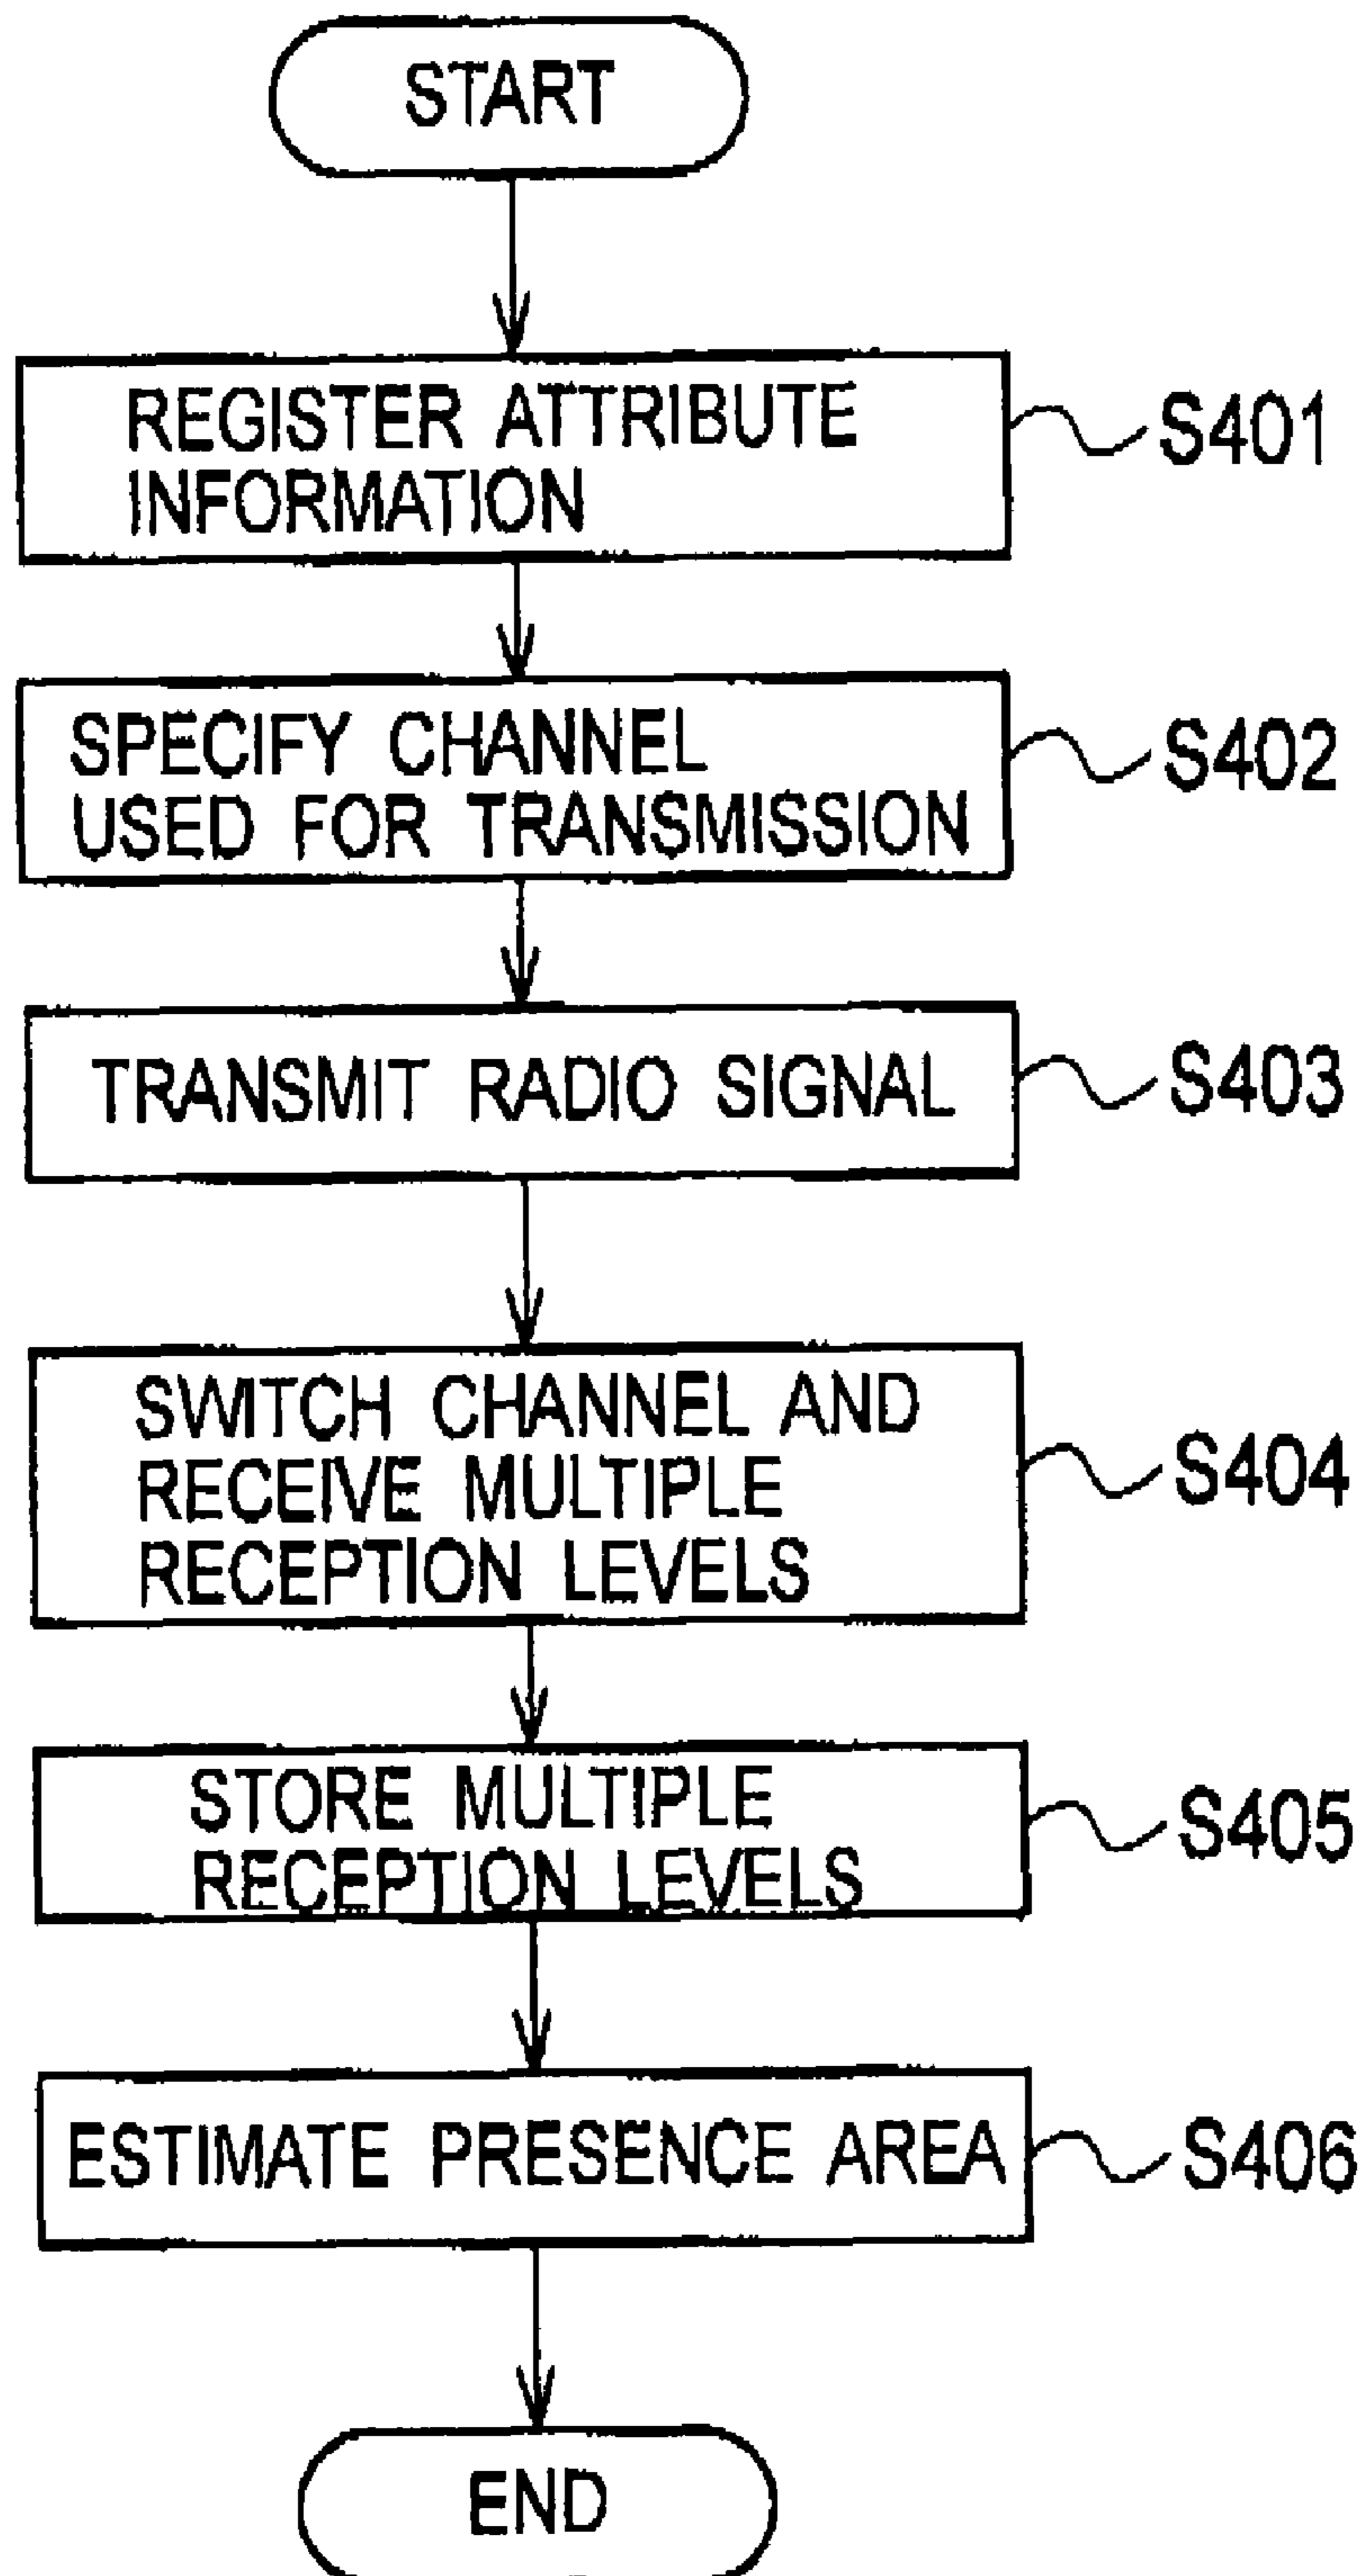 START
REGISTER ATTRIBUTE
INFORMATION
S401
SPECIFY CHANNEL
USED FOR TRANSMISSION
S402
TRANSMIT RADIO SIGNAL
S403
SWITCH CHANNEL AND
RECEIVE MULTIPLE
RECEPTION LEVELS
S404
STORE MULTIPLE
RECEPTION LEVELS
S405
ESTIMATE PRESENCE AREA
S406
END